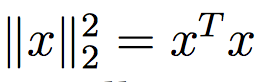 ‖x‖₂² = xᵀx